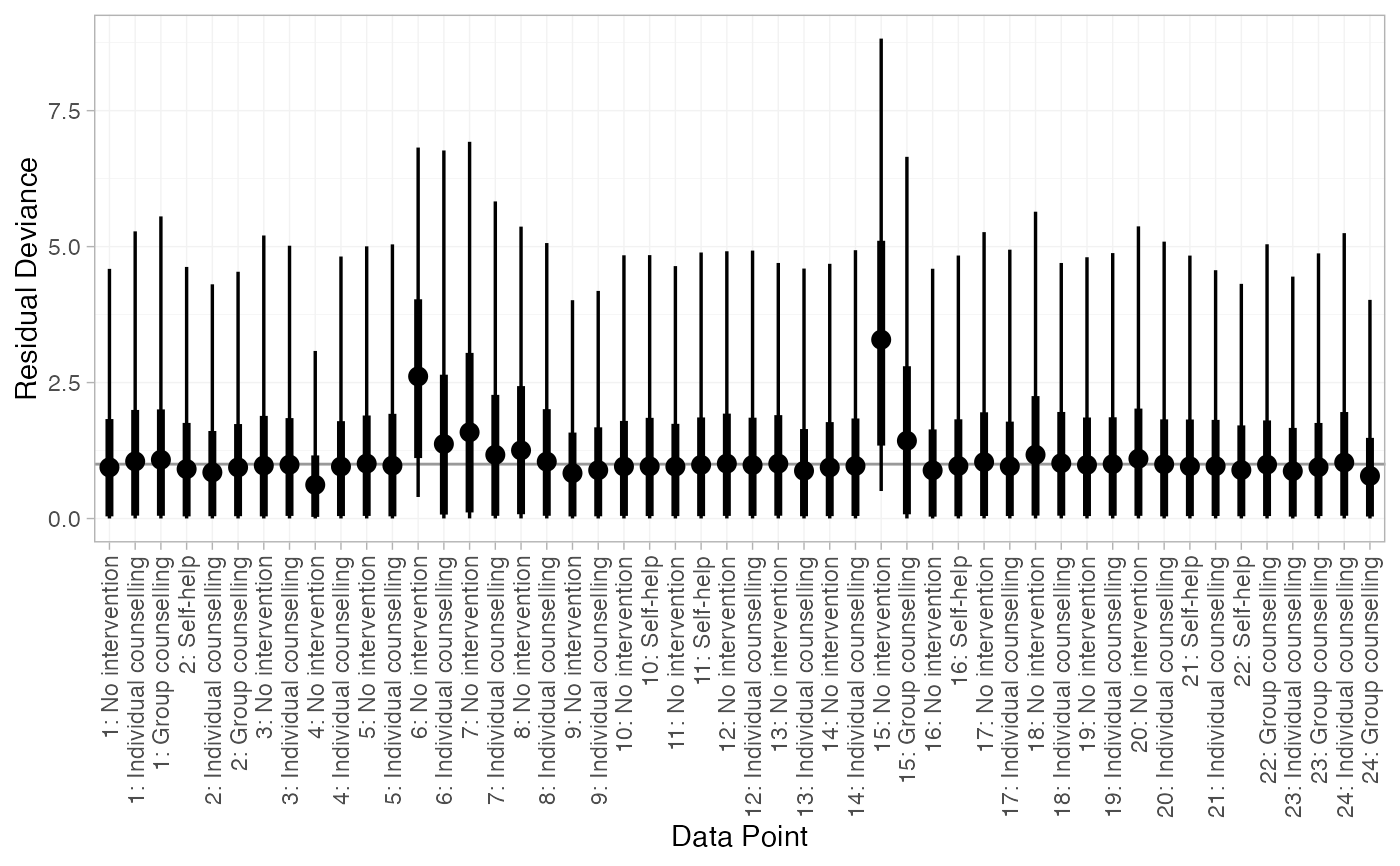 Residual Deviance
7.5
5.0
2.5
0.0
1: No intervention
1: Individual counselling
1: Group counselling
2: Self-help
2: Individual counselling
2: Group counselling
3: No intervention
3: Individual counselling
4: No intervention
4: Individual counselling
5: No intervention
5: Individual counselling
6: No intervention
6: Individual counselling
7: No intervention
7: Individual counselling
8: No intervention
8: Individual counselling
9: No intervention
9: Individual counselling
10: No intervention
10: Self-help
11: No intervention
11: Self-help
12: No intervention
12: Individual counselling
13: No intervention
13: Individual counselling
14: No intervention
14: Individual counselling
15: No intervention
15: Group counselling
16: No intervention
16: Self-help
17: No intervention
17: Individual counselling
18: No intervention
18: Individual counselling
19: No intervention
19: Individual counselling
20: No intervention
20: Individual counselling
21: Self-help
21: Individual counselling
22: Self-help
22: Group counselling
23: Individual counselling
23: Group counselling
24: Individual counselling
24: Group counselling
Data Point